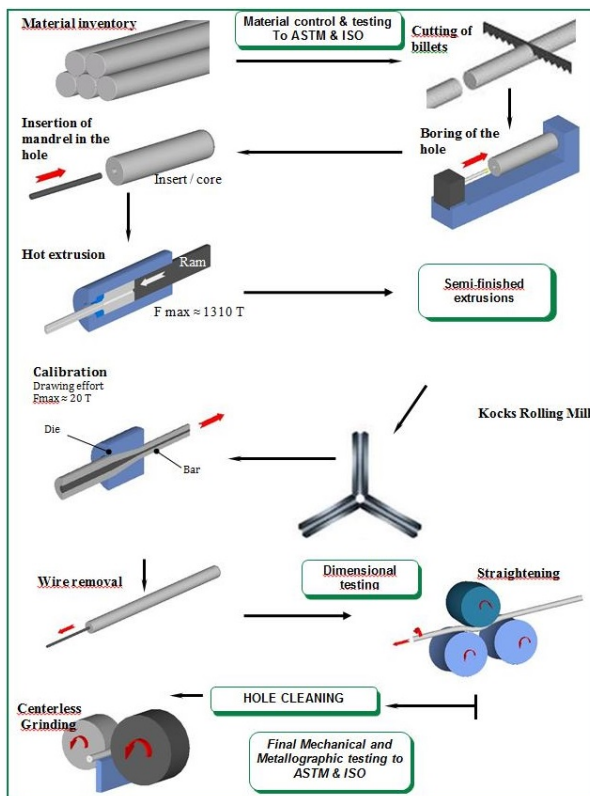 Material inventory
Material control & testing
To ASTM & ISO
Cutting of
billets
Insertion of
mandrel in the
hole
Insert / core
Boring of the
hole
Hot extrusion
Ram
F max ≈ 1310 T
Semi-finished
extrusions
Calibration
Drawing effort
Fmax ≈ 20 T
Die
Bar
Kocks Rolling Mill
Wire removal
Dimensional
testing
Straightening
HOLE CLEANING
Centerless
Grinding
Final Mechanical and
Metallographic testing to
ASTM & ISO